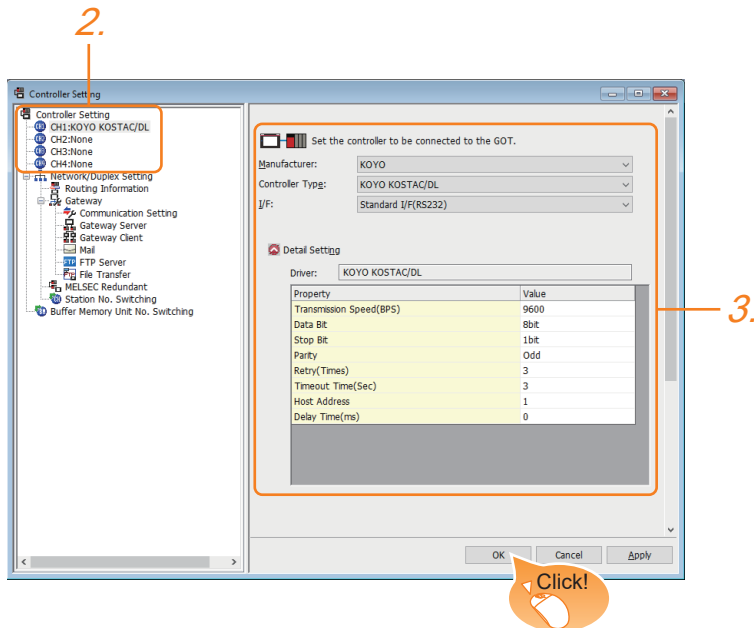 2.
Controller Setting
Controller Setting
CH1:KOYO KOSTAC/DL
CH2:None
CH3:None
CH4:None
Network/Duplex Setting
Routing Information
Gateway
Communication Setting
Gateway Server
Gateway Client
Mail
FTP FTP Server
File Transfer
MELSEC Redundant
Station No. Switching
Buffer Memory Unit No. Switching
Set the controller to be connected to the GOT.
Manufacturer: KOYO
Controller Type: KOYO KOSTAC/DL
I/F: Standard I/F(RS232)
Detail Setting
Driver: KOYO KOSTAC/DL
Property Value
Transmission Speed(BPS) 9600
Data Bit 8bit
Stop Bit 1bit
Parity Odd
Retry(Times) 3
Timeout Time(Sec) 3
Host Address 1
Delay Time(ms) 0
3.
OK Cancel Apply
Click!